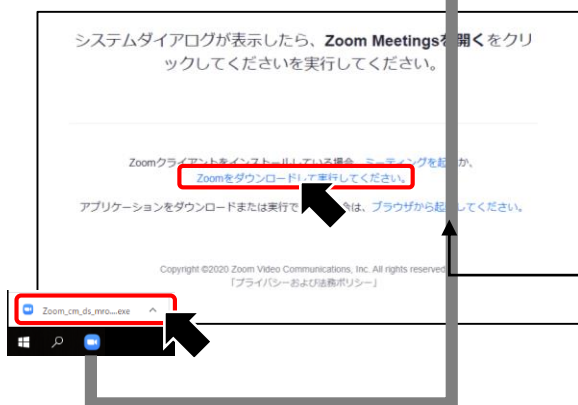 システムダイアログが表示したら、Zoom Meetingsを開くをクリ
ックしてくださいを実行してください。
Zoomクライアントをインストールしている場合、ミーティングを起 か、
Zoomをダウンロードして実行してください。
アプリケーションをダウンロードまたは実行で 合は、ブラウザから起 してください。
Copyright ©2020 Zoom Video Communications, Inc. All rights reserved
「プライバシーおよび法務ポリシー」
Zoom_cm_ds_mro....exe